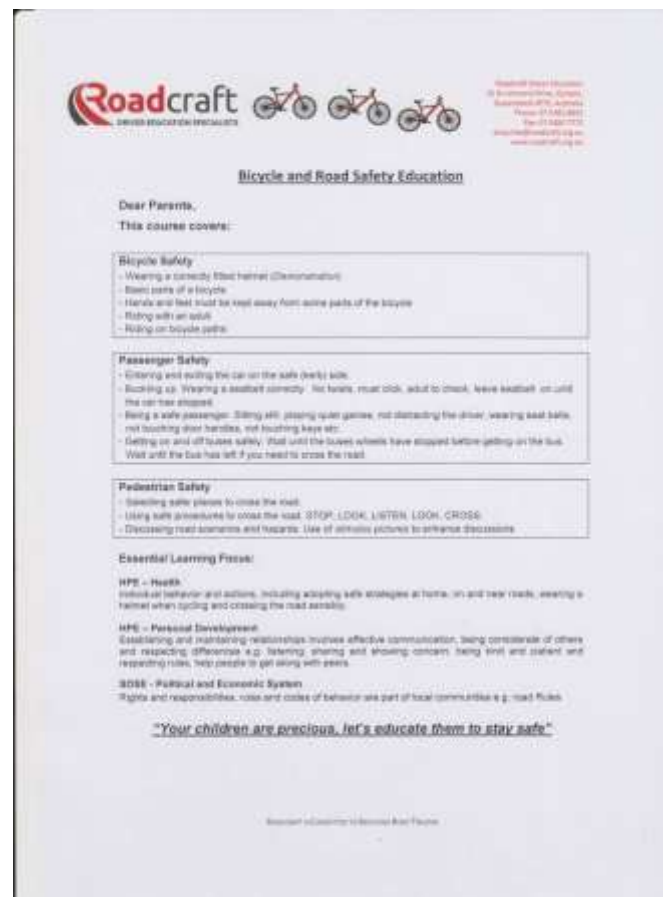 Roadcraft
DRIVER EDUCATION SPECIALISTS
Bicycle and Road Safety Education
Dear Parents,
This course covers:
Bicycle Safety
- Wearing a correctly fitted helmet (Demonstration)
- Basic parts of a bicycle
- Hands and feet must be kept away from some parts of the bicycle
- Riding with an adult
- Riding on bicycle paths
Passenger Safety
- Entering and exiting the car on the safe (kerb) side.
- Buckling up. Wearing a seatbelt correctly. No twists, must click, adult to check, leave seatbelt on until
the car has stopped.
- Being a safe passenger. Sitting still, playing quiet games, not distracting the driver, wearing seat belts,
not touching door handles, not touching keys etc.
- Getting on and off buses safely. Wait until the buses wheels have stopped before getting on the bus.
Wait until the bus has left if you need to cross the road.
Pedestrian Safety
- Selecting safer places to cross the road.
- Using safe procedures to cross the road. STOP, LOOK, LISTEN, LOOK, CROSS.
- Discussing road scenarios and hazards. Use of stimulus pictures to enhance discussions
Essential Learning Focus:
HPE – Health
Individual behavior and actions, including adopting safe strategies at home, on and near roads, wearing a
helmet when cycling and crossing the road sensibly.
HPE – Personal Development
Establishing and maintaining relationships involves effective communication, being considerate of others
and respecting differences e.g. listening, sharing and showing concern, being kind and patient and
respecting rules, help people to get along with peers.
SOSE - Political and Economic System
Rights and responsibilities, roles and codes of behavior are part of local communities e.g. road Rules
"Your children are precious, let's educate them to stay safe"